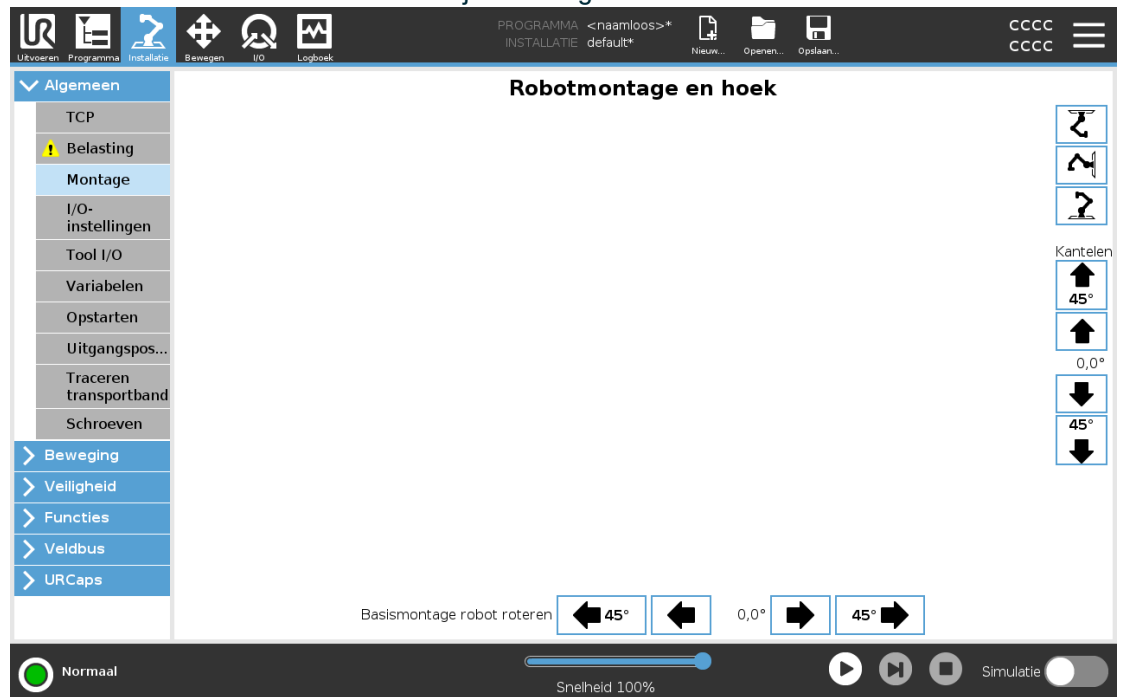 PROGRAMMA <naamloos>*
INSTALLATIE default*
Uitvoeren
Programma
Installatie
Bewegen
I/O
Logboek
Nieuw...
Openen...
Opslaan...
CCCC
CCCC
Algemeen
TCP
Belasting
Montage
I/O-
instellingen
Tool I/O
Variabelen
Opstarten
Uitgangspos...
Traceren
transportband
Schroeven
Beweging
Veiligheid
Functies
Veldbus
URCaps
Robotmontage en hoek
Kantelen
45°
0,0°
45°
Basismontage robot roteren
45°
0,0°
45°
Normaal
Snelheid 100%
Simulatie